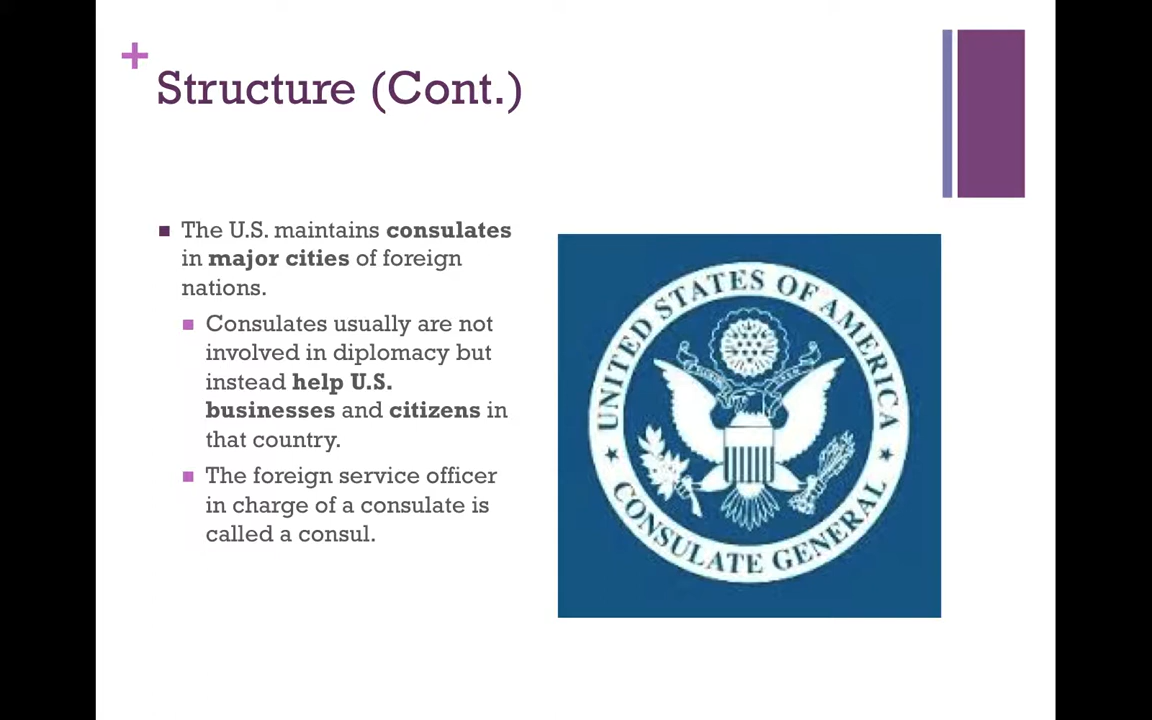 +
Structure (Cont.)
The U.S. maintains consulates
in major cities of foreign
nations.
Consulates usually are not
involved in diplomacy but
instead help U.S.
businesses and citizens in
that country.
The foreign service officer
in charge of a consulate is
called a consul.
UNITED STATES OF AMERICA
CONSULATE GENERAL